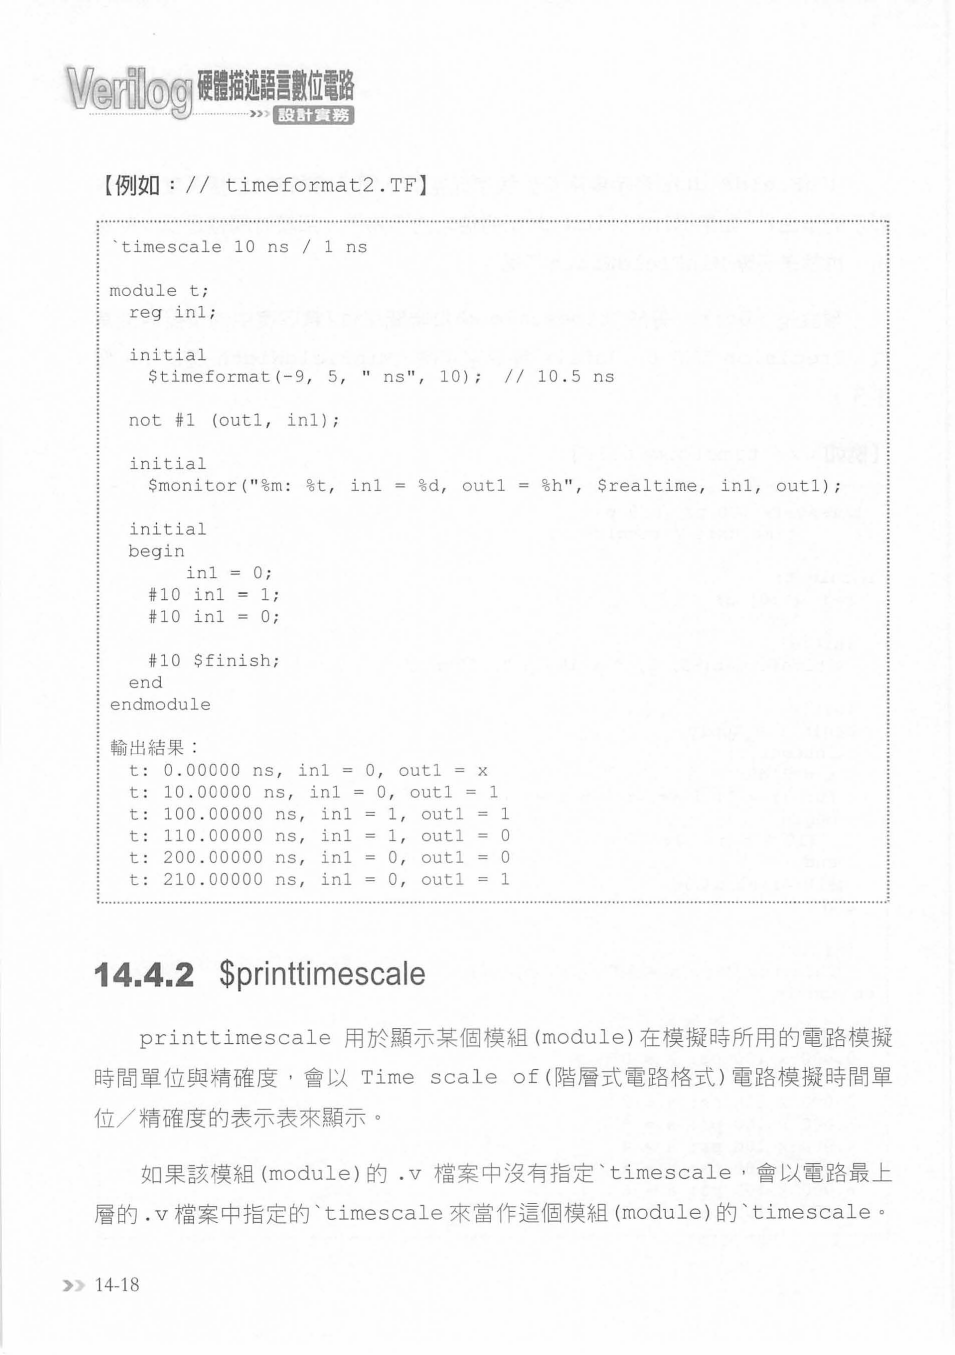 Verilog 硬體描述語言數位電路
設計實務
【例如：// timeformat2.TF】
`timescale 10 ns / 1 ns
module t;
reg in1;
initial
$timeformat(-9, 5, " ns", 10); // 10.5 ns
not #1 (out1, in1);
initial
$monitor("%m: %t, in1 = %d, out1 = %h", $realtime, in1, out1);
initial
begin
in1 = 0;
#10 in1 = 1;
#10 in1 = 0;
#10 $finish;
end
endmodule
輸出結果：
t: 0.00000 ns, in1 = 0, out1 = x
t: 10.00000 ns, in1 = 0, out1 = 1
t: 100.00000 ns, in1 = 1, out1 = 1
t: 110.00000 ns, in1 = 1, out1 = 0
t: 200.00000 ns, in1 = 0, out1 = 0
t: 210.00000 ns, in1 = 0, out1 = 1
14.4.2 $printtimescale
printtimescale 用於顯示某個模組(module)在模擬時所用的電路模擬
時間單位與精確度，會以 Time scale of(階層式電路格式)電路模擬時間單
位／精確度的表示表來顯示。
如果該模組(module)的 .v 檔案中沒有指定`timescale，會以電路最上
層的.v檔案中指定的`timescale來當作這個模組(module)的`timescale。
14-18